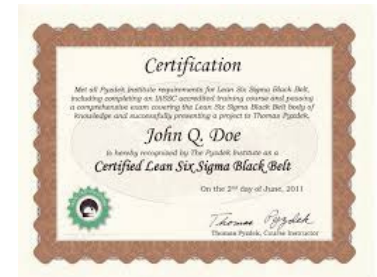 Certification
Met all Pyzdek Institute requirements for Lean Six Sigma Black Belt,
including completing an IASSC accredited training course and passing
a comprehensive exam covering the Lean Six Sigma Black Belt body of
knowledge and successfully presenting a project to Thomas Pyzdek,
John Q. Doe
is hereby recognized by The Pyzdek Institute as a
Certified Lean Six Sigma Black Belt
On the 2nd day of June, 2011
Thomas Pyzdek
Thomas Pyzdek, Course Instructor